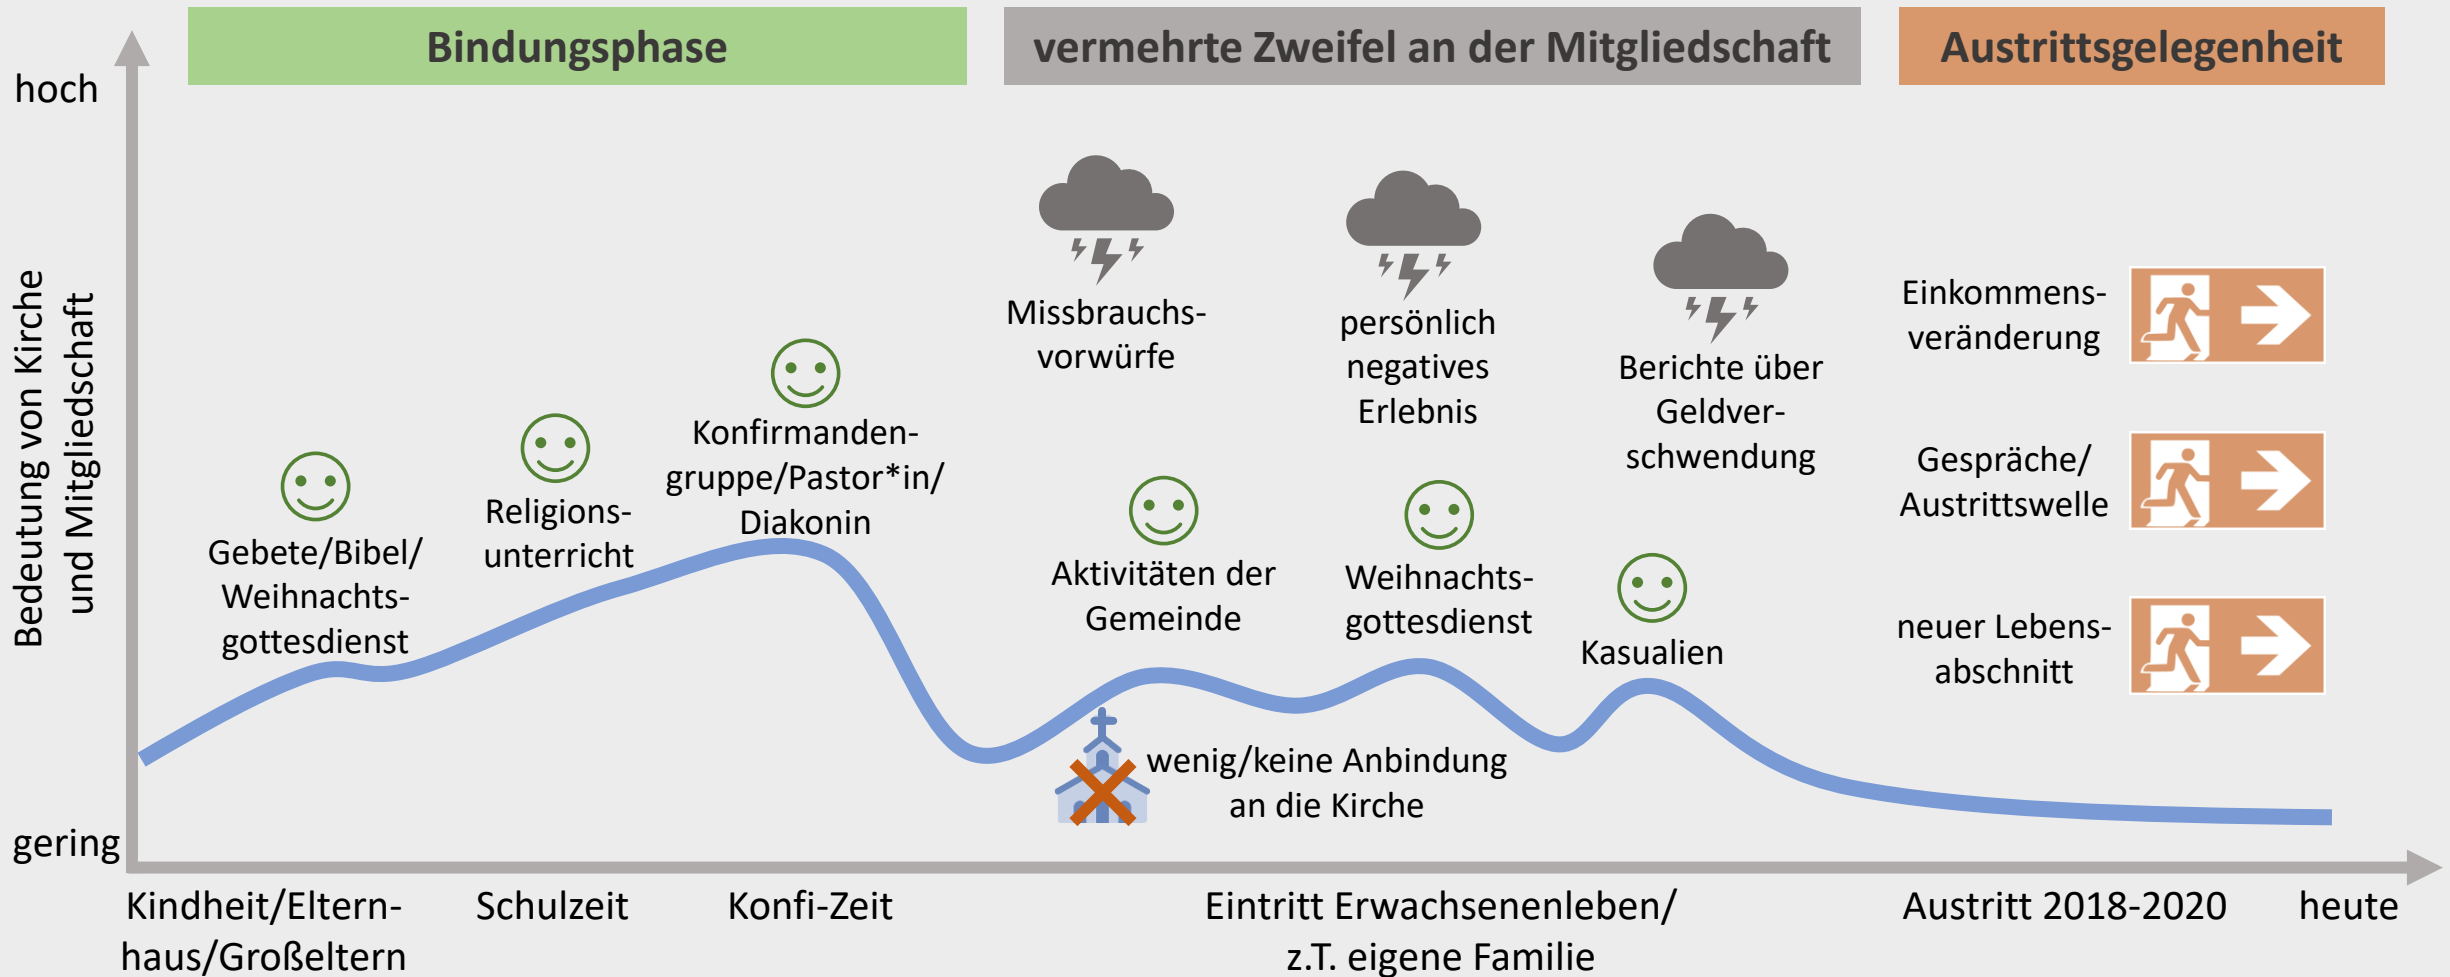 Bindungsphase
vermehrte Zweifel an der Mitgliedschaft
Austrittsgelegenheit
hoch
Bedeutung von Kirche
und Mitgliedschaft
gering
Gebete/Bibel/
Weihnachts-
gottesdienst
Religions-
unterricht
Konfirmanden-
gruppe/Pastor*in/
Diakonin
Missbrauchs-
vorwürfe
persönlich
negatives
Erlebnis
Berichte über
Geldver-
schwendung
Aktivitäten der
Gemeinde
Weihnachts-
gottesdienst
Kasualien
wenig/keine Anbindung
an die Kirche
Einkommens-
veränderung
Gespräche/
Austrittswelle
neuer Lebens-
abschnitt
Kindheit/Eltern-
haus/Großeltern
Schulzeit
Konfi-Zeit
Eintritt Erwachsenenleben/
z.T. eigene Familie
Austritt 2018-2020
heute